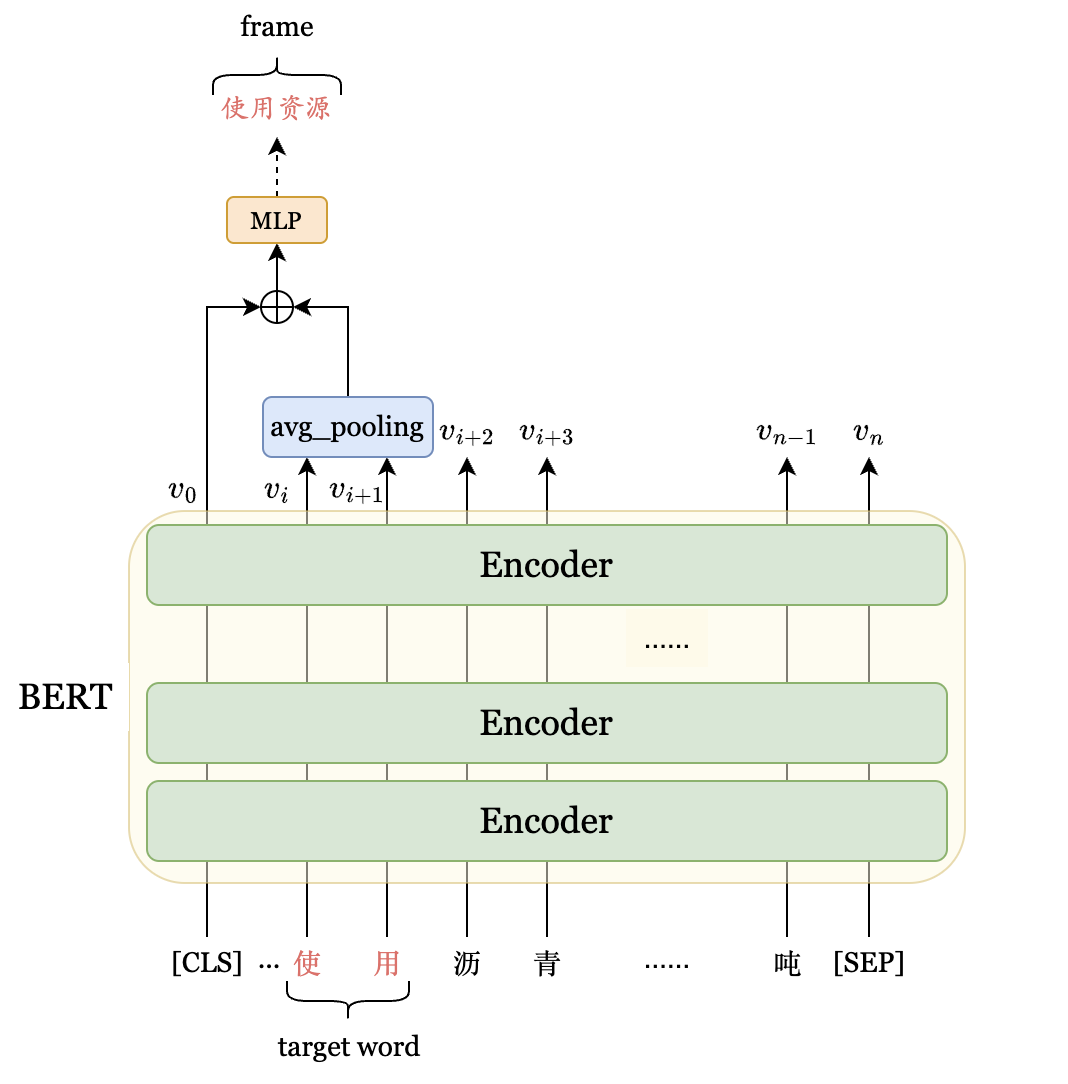 frame
使用资源
MLP
avg_pooling
v_{i+2} v_{i+3} v_{n−1} v_n
v_0 v_i v_{i+1}
Encoder
......
BERT
Encoder
Encoder
[CLS] ... 使 用 沥 青 ...... 吨 [SEP]
target word